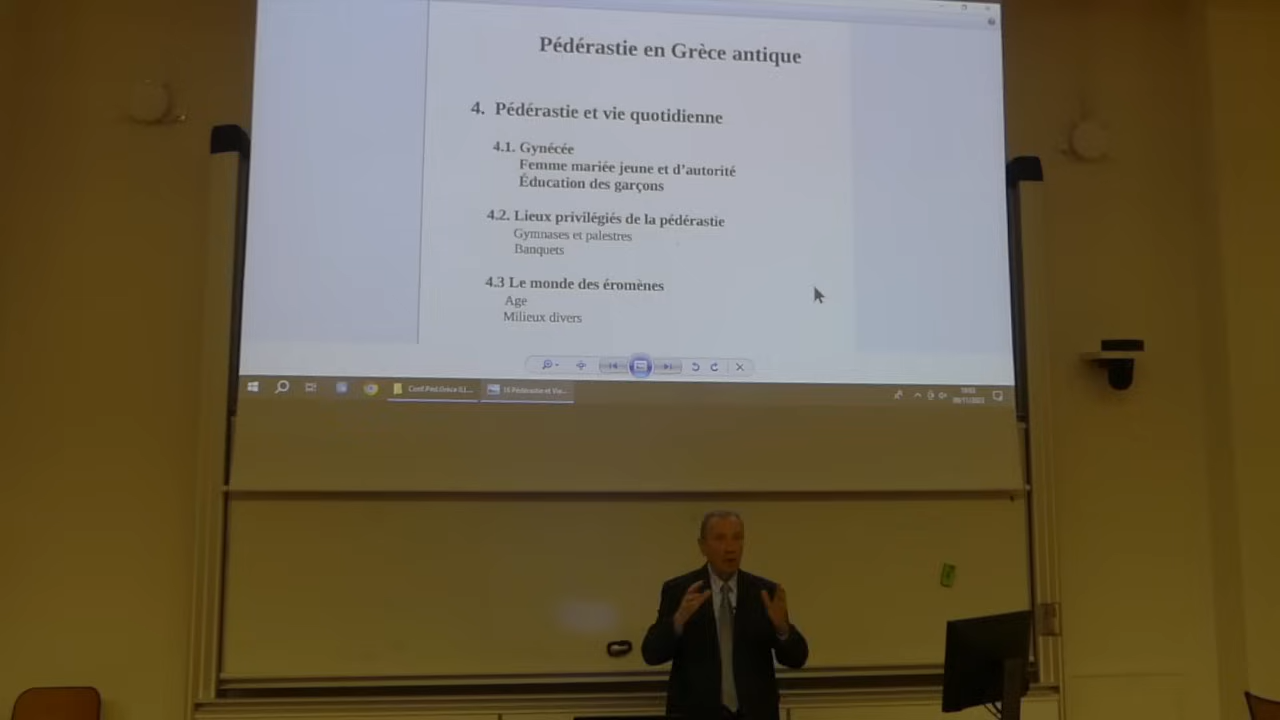 Pédérastie en Grèce antique
4. Pédérastie et vie quotidienne
4.1. Gynécée
Femme mariée jeune et d'autorité
Éducation des garçons
4.2. Lieux privilégiés de la pédérastie
Gymnases et palestres
Banquets
4.3 Le monde des éromènes
Age
Milieux divers